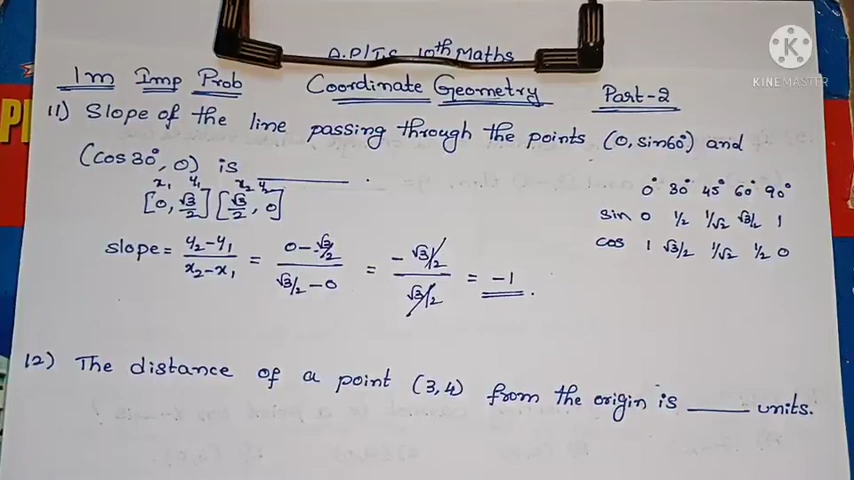 A.P/T.S 10th Maths
1m Imp Prob Coordinate Geometry Part-2
KINEMASTER
11) Slope of the line passing through the points (0, sin60°) and
(cos30°, 0) is ______ .
x₁ y₁ x₂ y₂
[0, √3/2] [√3/2, 0]
0° 30° 45° 60° 90°
sin 0 1/2 1/√2 √3/2 1
cos 1 √3/2 1/√2 1/2 0
slope = y₂-y₁/x₂-x₁ = 0-√3/2/√3/2-0 = -√3/2/√3/2 = -1.
12) The distance of a point (3,4) from the origin is ____ units.